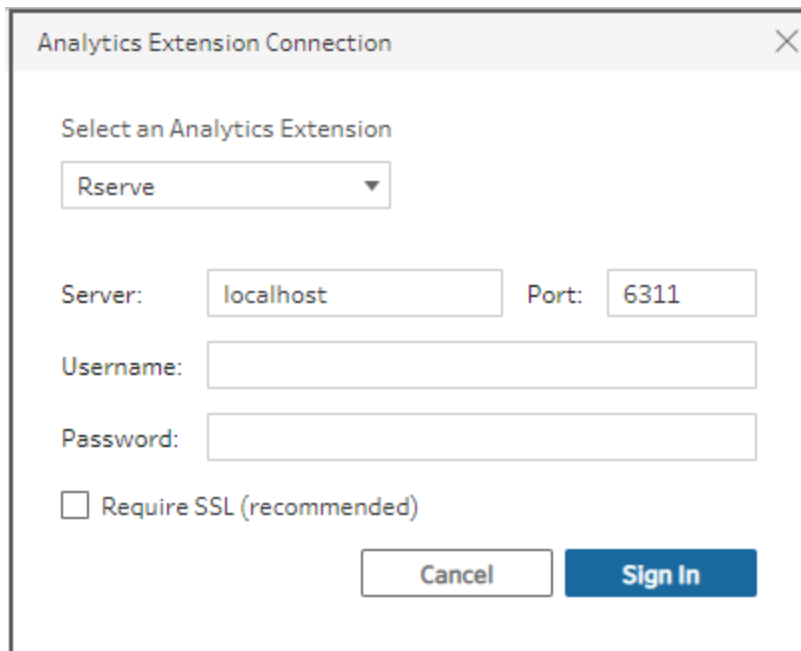 Analytics Extension Connection
Select an Analytics Extension
Rserve
Server: localhost Port: 6311
Username:
Password:
Require SSL (recommended)
Cancel Sign In